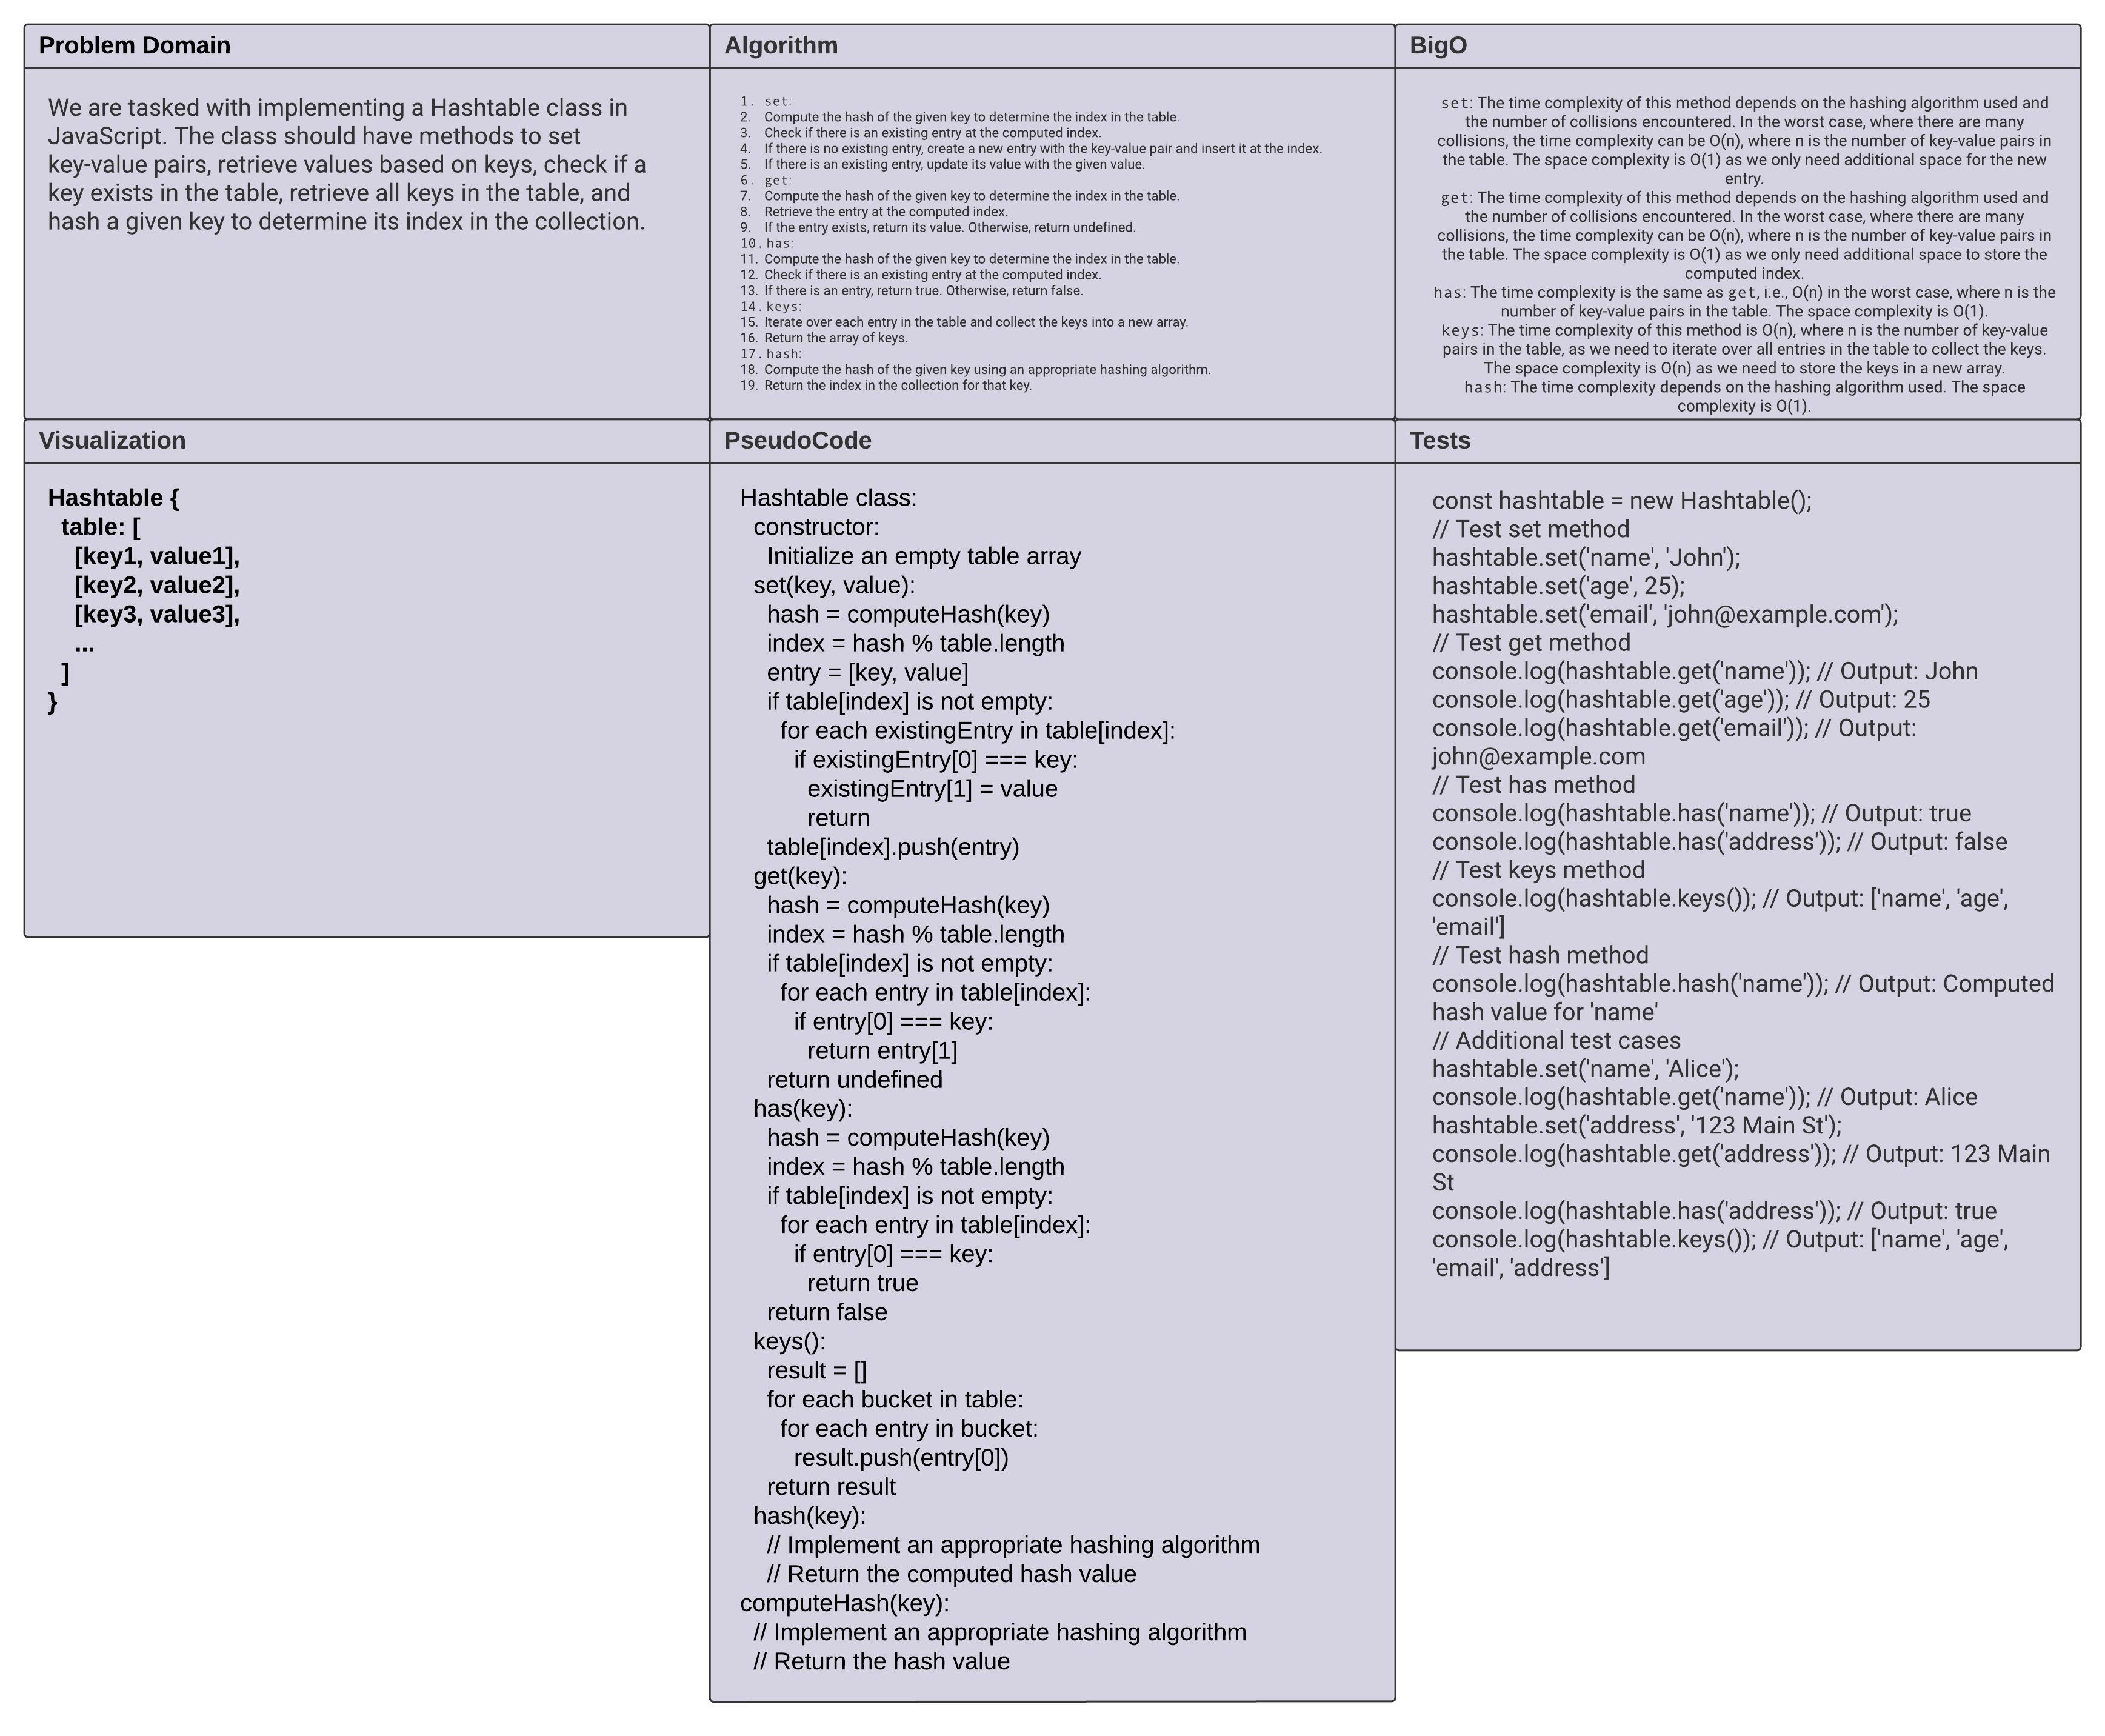 Problem Domain
We are tasked with implementing a Hashtable class in
JavaScript. The class should have methods to set
key-value pairs, retrieve values based on keys, check if a
key exists in the table, retrieve all keys in the table, and
hash a given key to determine its index in the collection.
Algorithm
1. set:
2. Compute the hash of the given key to determine the index in the table.
3. Check if there is an existing entry at the computed index.
4. If there is no existing entry, create a new entry with the key-value pair and insert it at the index.
5. If there is an existing entry, update its value with the given value.
6. get:
7. Compute the hash of the given key to determine the index in the table.
8. Retrieve the entry at the computed index.
9. If the entry exists, return its value. Otherwise, return undefined.
10. has:
11. Compute the hash of the given key to determine the index in the table.
12. Check if there is an existing entry at the computed index.
13. If there is an entry, return true. Otherwise, return false.
14. keys:
15. Iterate over each entry in the table and collect the keys into a new array.
16. Return the array of keys.
17. hash:
18. Compute the hash of the given key using an appropriate hashing algorithm.
19. Return the index in the collection for that key.
BigO
set: The time complexity of this method depends on the hashing algorithm used and
the number of collisions encountered. In the worst case, where there are many
collisions, the time complexity can be O(n), where n is the number of key-value pairs in
the table. The space complexity is O(1) as we only need additional space for the new
entry.
get: The time complexity of this method depends on the hashing algorithm used and
the number of collisions encountered. In the worst case, where there are many
collisions, the time complexity can be O(n), where n is the number of key-value pairs in
the table. The space complexity is O(1) as we only need additional space to store the
computed index.
has: The time complexity is the same as get, i.e., O(n) in the worst case, where n is the
number of key-value pairs in the table. The space complexity is O(1).
keys: The time complexity of this method is O(n), where n is the number of key-value
pairs in the table, as we need to iterate over all entries in the table to collect the keys.
The space complexity is O(n) as we need to store the keys in a new array.
hash: The time complexity depends on the hashing algorithm used. The space
complexity is O(1).
Visualization
Hashtable {
table: [
[key1, value1],
[key2, value2],
[key3, value3],
...
]
}
PseudoCode
Hashtable class:
constructor:
Initialize an empty table array
set(key, value):
hash = computeHash(key)
index = hash % table.length
entry = [key, value]
if table[index] is not empty:
for each existingEntry in table[index]:
if existingEntry[0] === key:
existingEntry[1] = value
return
table[index].push(entry)
get(key):
hash = computeHash(key)
index = hash % table.length
if table[index] is not empty:
for each entry in table[index]:
if entry[0] === key:
return entry[1]
return undefined
has(key):
hash = computeHash(key)
index = hash % table.length
if table[index] is not empty:
for each entry in table[index]:
if entry[0] === key:
return true
return false
keys():
result = []
for each bucket in table:
for each entry in bucket:
result.push(entry[0])
return result
hash(key):
// Implement an appropriate hashing algorithm
// Return the computed hash value
computeHash(key):
// Implement an appropriate hashing algorithm
// Return the hash value
Tests
const hashtable = new Hashtable();
// Test set method
hashtable.set('name', 'John');
hashtable.set('age', 25);
hashtable.set('email', 'john@example.com');
// Test get method
console.log(hashtable.get('name')); // Output: John
console.log(hashtable.get('age')); // Output: 25
console.log(hashtable.get('email')); // Output:
john@example.com
// Test has method
console.log(hashtable.has('name')); // Output: true
console.log(hashtable.has('address')); // Output: false
// Test keys method
console.log(hashtable.keys()); // Output: ['name', 'age',
'email']
// Test hash method
console.log(hashtable.hash('name')); // Output: Computed
hash value for 'name'
// Additional test cases
hashtable.set('name', 'Alice');
console.log(hashtable.get('name')); // Output: Alice
hashtable.set('address', '123 Main St');
console.log(hashtable.get('address')); // Output: 123 Main
St
console.log(hashtable.has('address')); // Output: true
console.log(hashtable.keys()); // Output: ['name', 'age',
'email', 'address']